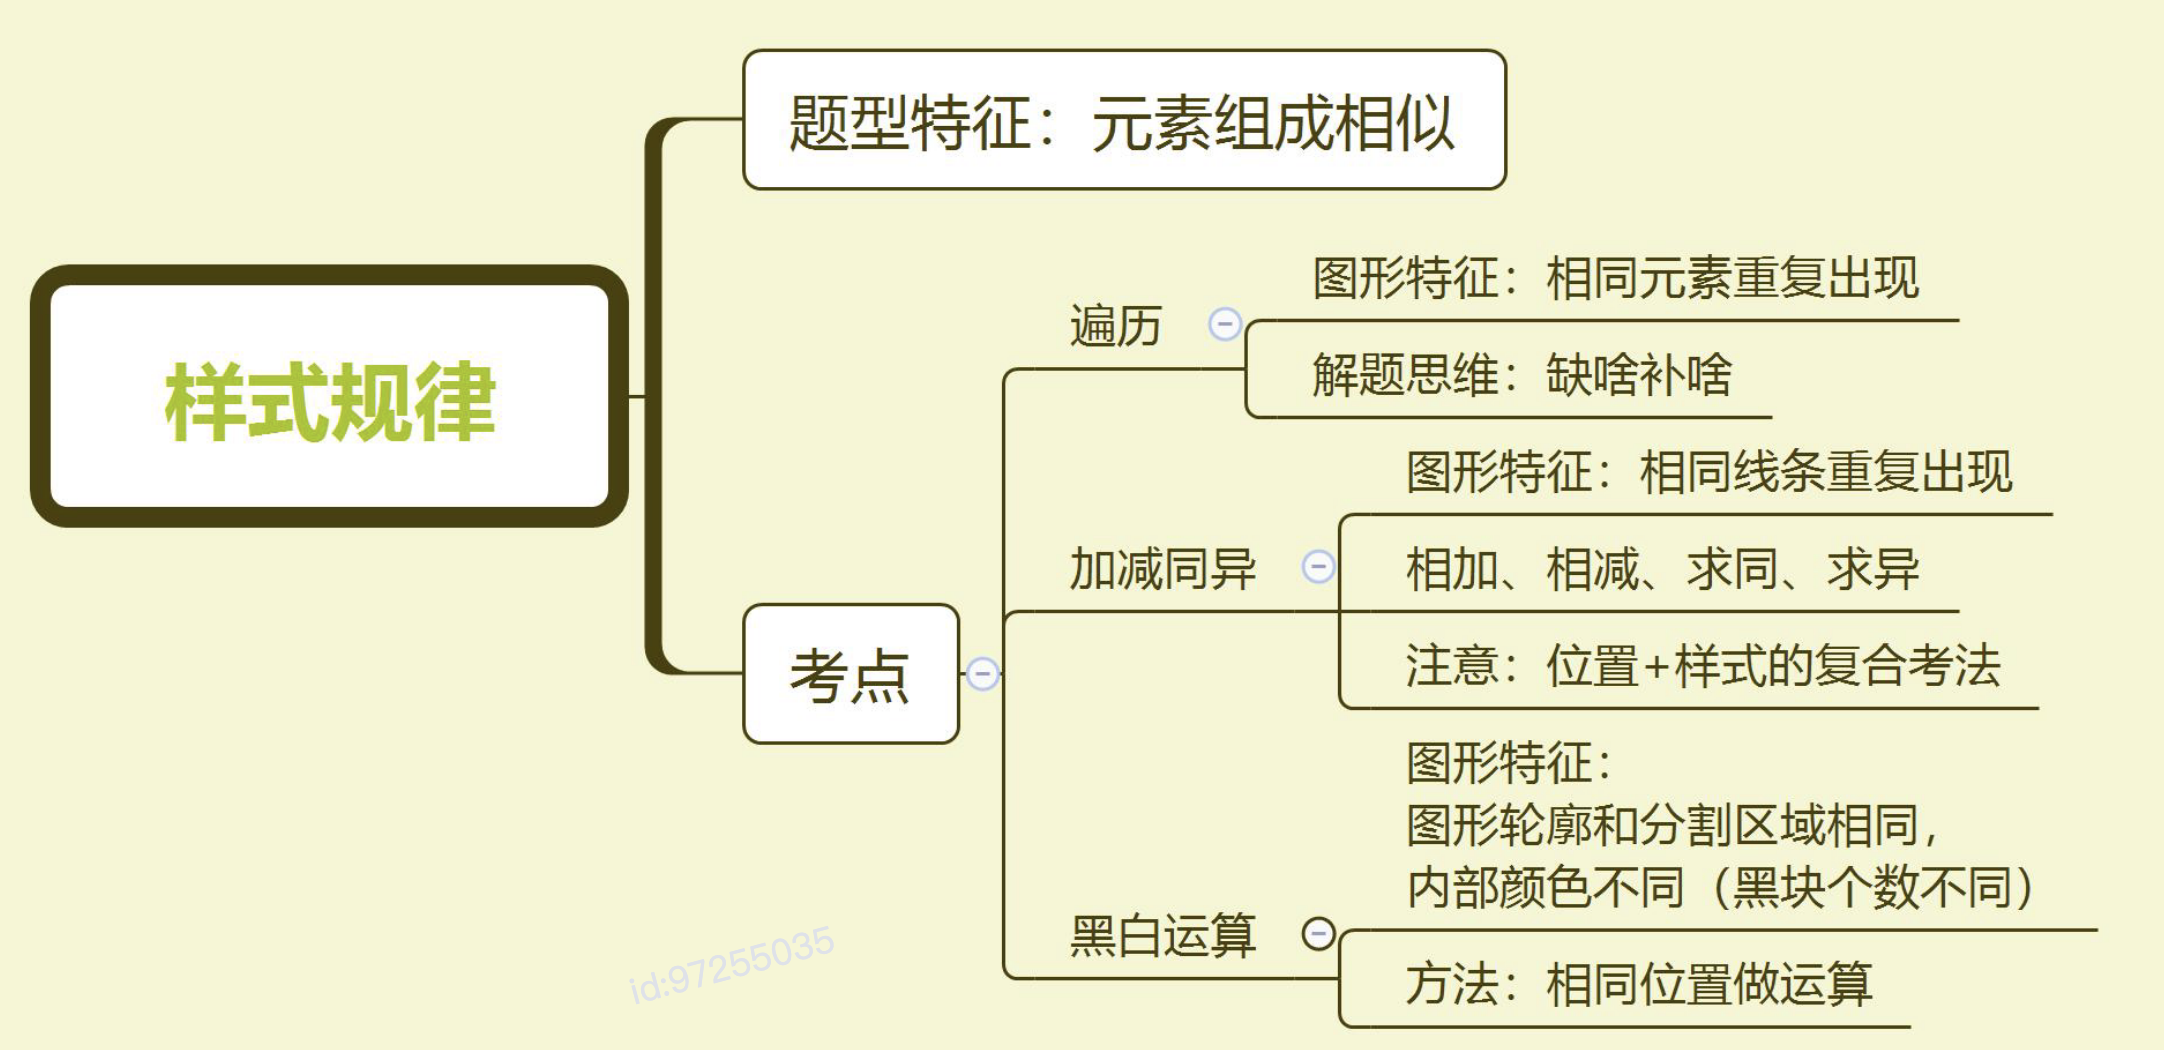 题型特征：元素组成相似
图形特征：相同元素重复出现
遍历
解题思维：缺啥补啥
样式规律
图形特征：相同线条重复出现
加减同异
相加、相减、求同、求异
注意：位置+样式的复合考法
考点
图形特征：
图形轮廓和分割区域相同，
内部颜色不同（黑块个数不同）
黑白运算
方法：相同位置做运算
id:97255035